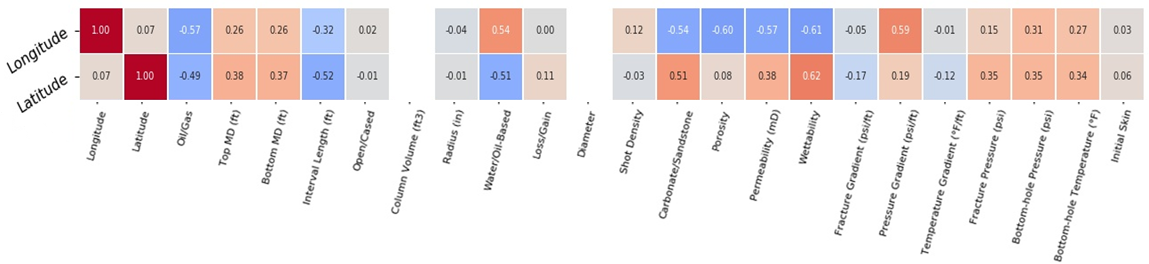 Longitude 1.00 0.07 -0.57 0.26 0.26 -0.32 0.02 -0.04 0.54 0.00 0.12 -0.54 -0.60 -0.57 -0.61 -0.05 0.59 -0.01 0.15 0.31 0.27 0.03
Latitude 0.07 1.00 -0.49 0.38 0.37 -0.52 -0.01 -0.01 -0.51 0.11 -0.03 0.51 0.08 0.38 0.62 -0.17 0.19 -0.12 0.35 0.35 0.34 0.06
Longitude
Latitude
Oil/Gas
Top MD (ft)
Bottom MD (ft)
Interval Length (ft)
Open/Cased
Column Volume (ft3)
Radius (in)
Water/Oil-Based
Loss/Gain
Diameter
Shot Density
Carbonate/Sandstone
Porosity
Permeability (mD)
Wettability
Fracture Gradient (psi/ft)
Pressure Gradient (psi/ft)
Temperature Gradient (°F/ft)
Fracture Pressure (psi)
Bottom-hole Pressure (psi)
Bottom-hole Temperature (°F)
Initial Skin